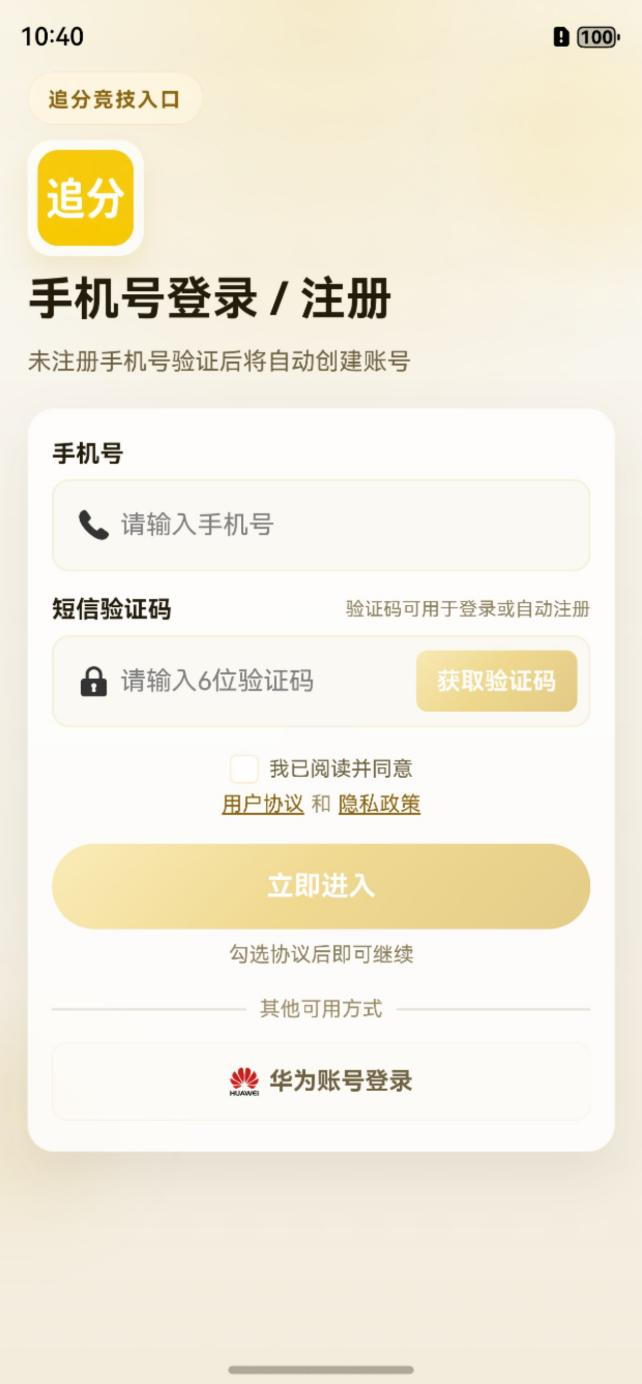 10:40
100
追分竞技入口
追分
手机号登录 / 注册
未注册手机号验证后将自动创建账号
手机号
请输入手机号
短信验证码
验证码可用于登录或自动注册
请输入6位验证码
获取验证码
我已阅读并同意
用户协议 和 隐私政策
立即进入
勾选协议后即可继续
其他可用方式
HUAWEI 华为账号登录